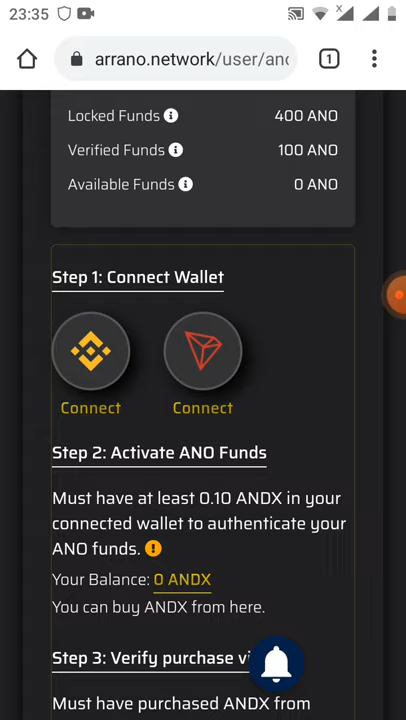 23:35
arrano.network/user/ano
1
Locked Funds 400 ANO
Verified Funds 100 ANO
Available Funds 0 ANO
Step 1: Connect Wallet
Connect Connect
Step 2: Activate ANO Funds
Must have at least 0.10 ANDX in your
connected wallet to authenticate your
ANO funds.
Your Balance: 0 ANDX
You can buy ANDX from here.
Step 3: Verify purchase vi
Must have purchased ANDX from